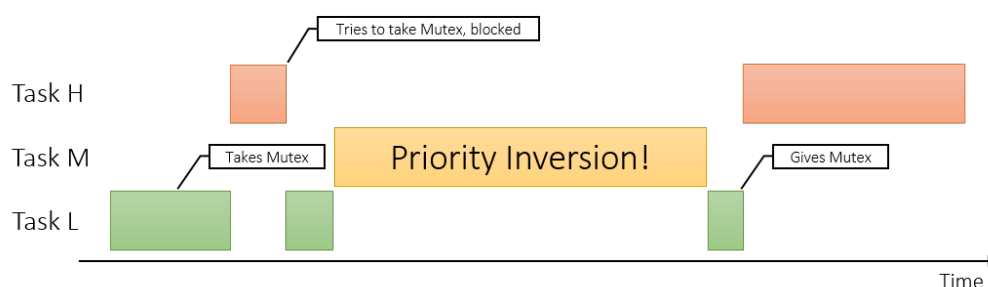 Tries to take Mutex, blocked
Task H
Task M
Takes Mutex
Priority Inversion!
Gives Mutex
Task L
Time